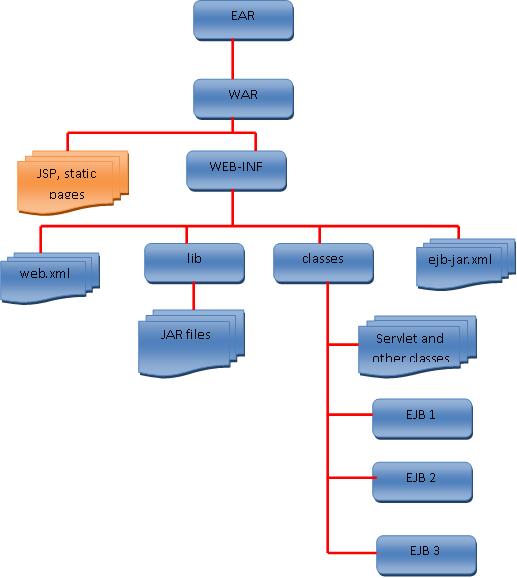 EAR
WAR
JSP, static
pages
WEB-INF
web.xml
lib
classes
ejb-jar.xml
JAR files
Servlet and
other classes
EJB 1
EJB 2
EJB 3